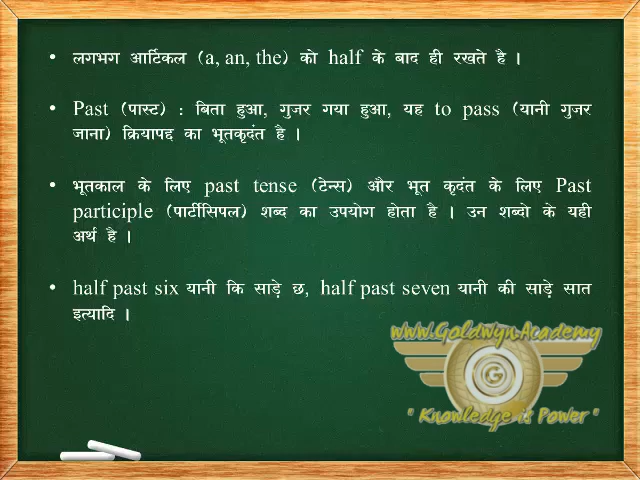 • लगभग आर्टिकल (a, an, the) को half के बाद ही रखते है ।
• Past (पास्ट) : बिता हुआ, गुजर गया हुआ, यह to pass (यानी गुजर
जाना) क्रियापद का भूतकृदंत है ।
• भूतकाल के लिए past tense (टेन्स) और भूत कृदंत के लिए Past
participle (पार्टीसिपल) शब्द का उपयोग होता है । उन शब्दो के यही
अर्थ है ।
• half past six यानी कि साड़े छ, half past seven यानी की साड़े सात
इत्यादि ।
www.GoldwynAcademy
G
" Knowledge is Power "